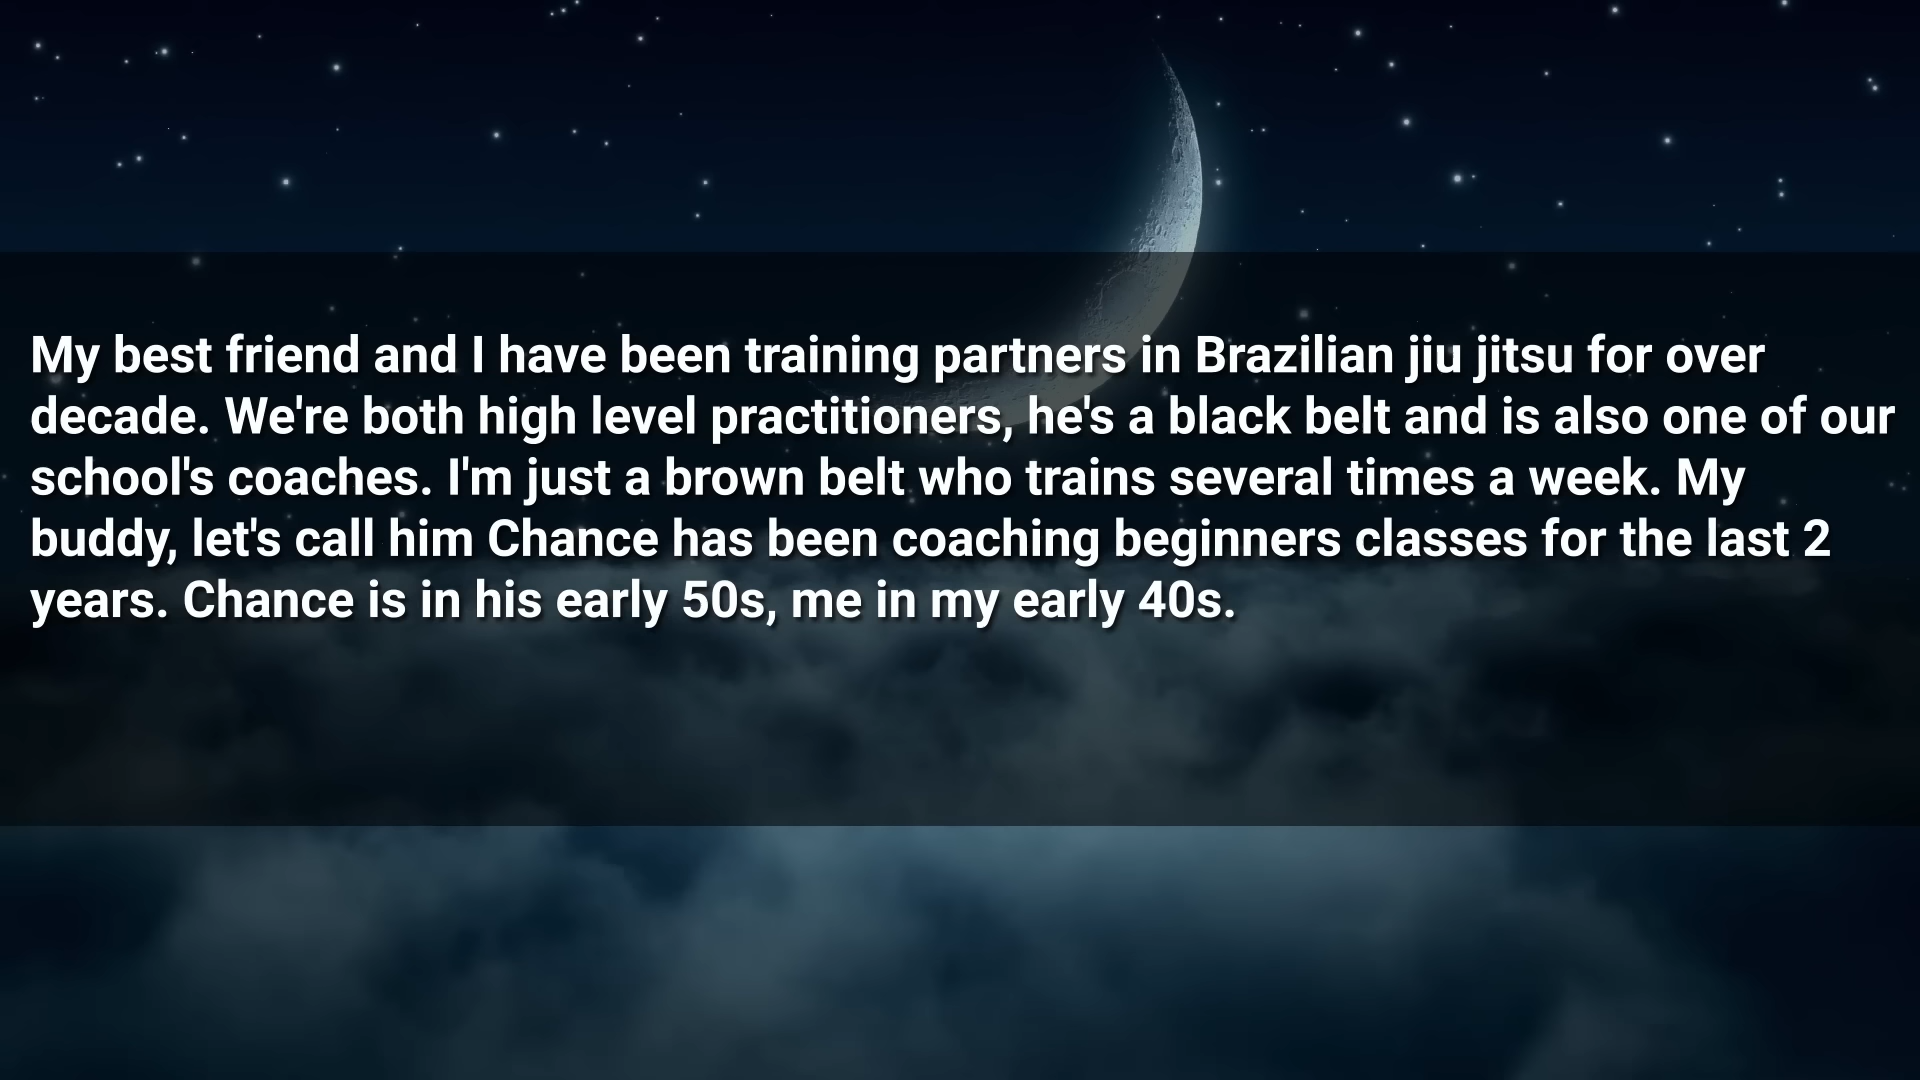 My best friend and I have been training partners in Brazilian jiu jitsu for over
decade. We're both high level practitioners, he's a black belt and is also one of our
school's coaches. I'm just a brown belt who trains several times a week. My
buddy, let's call him Chance has been coaching beginners classes for the last 2
years. Chance is in his early 50s, me in my early 40s.